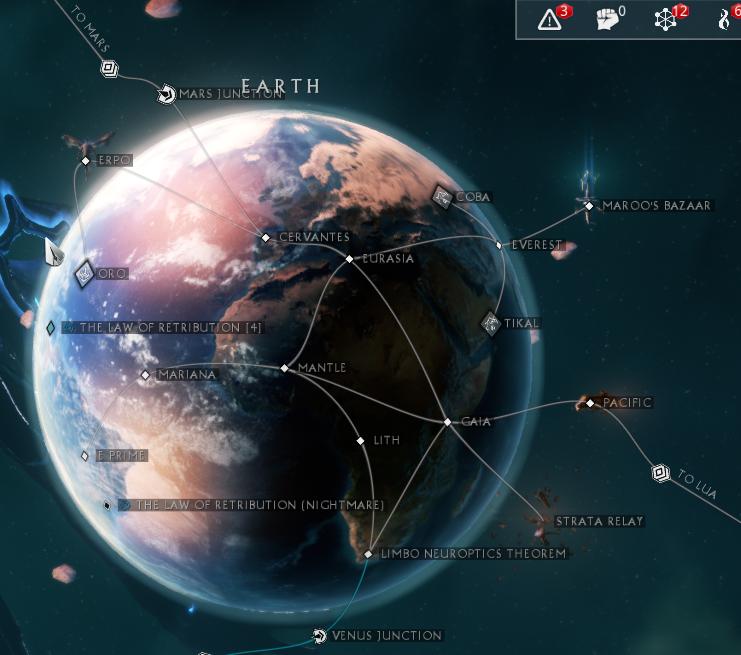 3
0
12
6
TO MARS
EARTH
MARS JUNCTION
ERPO
COBA
MAROO'S BAZAAR
CERVANTES
EVEREST
EURASIA
ORO
TIKAL
THE LAW OF RETRIBUTION [4]
MANTLE
MARIANA
PACIFIC
GAIA
LITH
E PRIME
TO LUA
THE LAW OF RETRIBUTION (NIGHTMARE)
STRATA RELAY
LIMBO NEUROPTICS THEOREM
VENUS JUNCTION